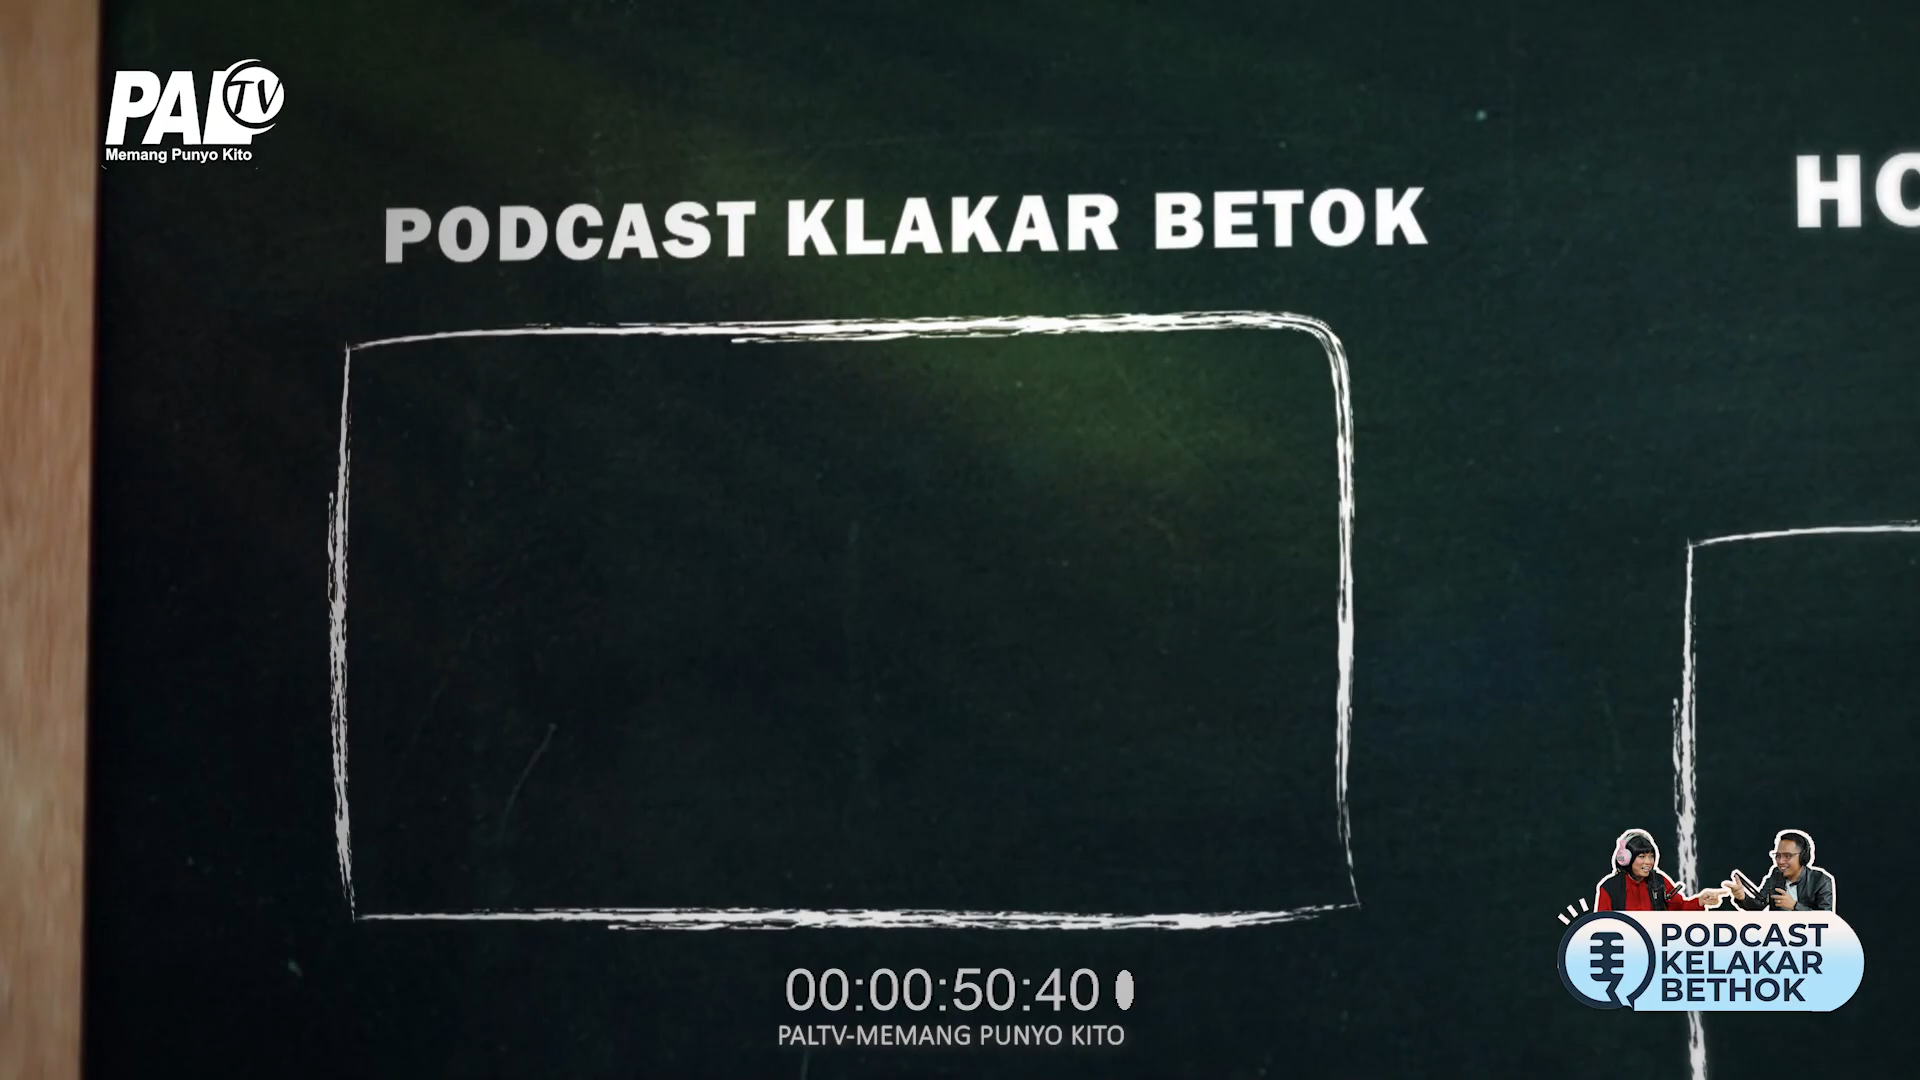 PAL TV
Memang Punyo Kito
PODCAST KLAKAR BETOK
HO
00:00:50:40
PALTV-MEMANG PUNYO KITO
PODCAST
KELAKAR
BETHOK